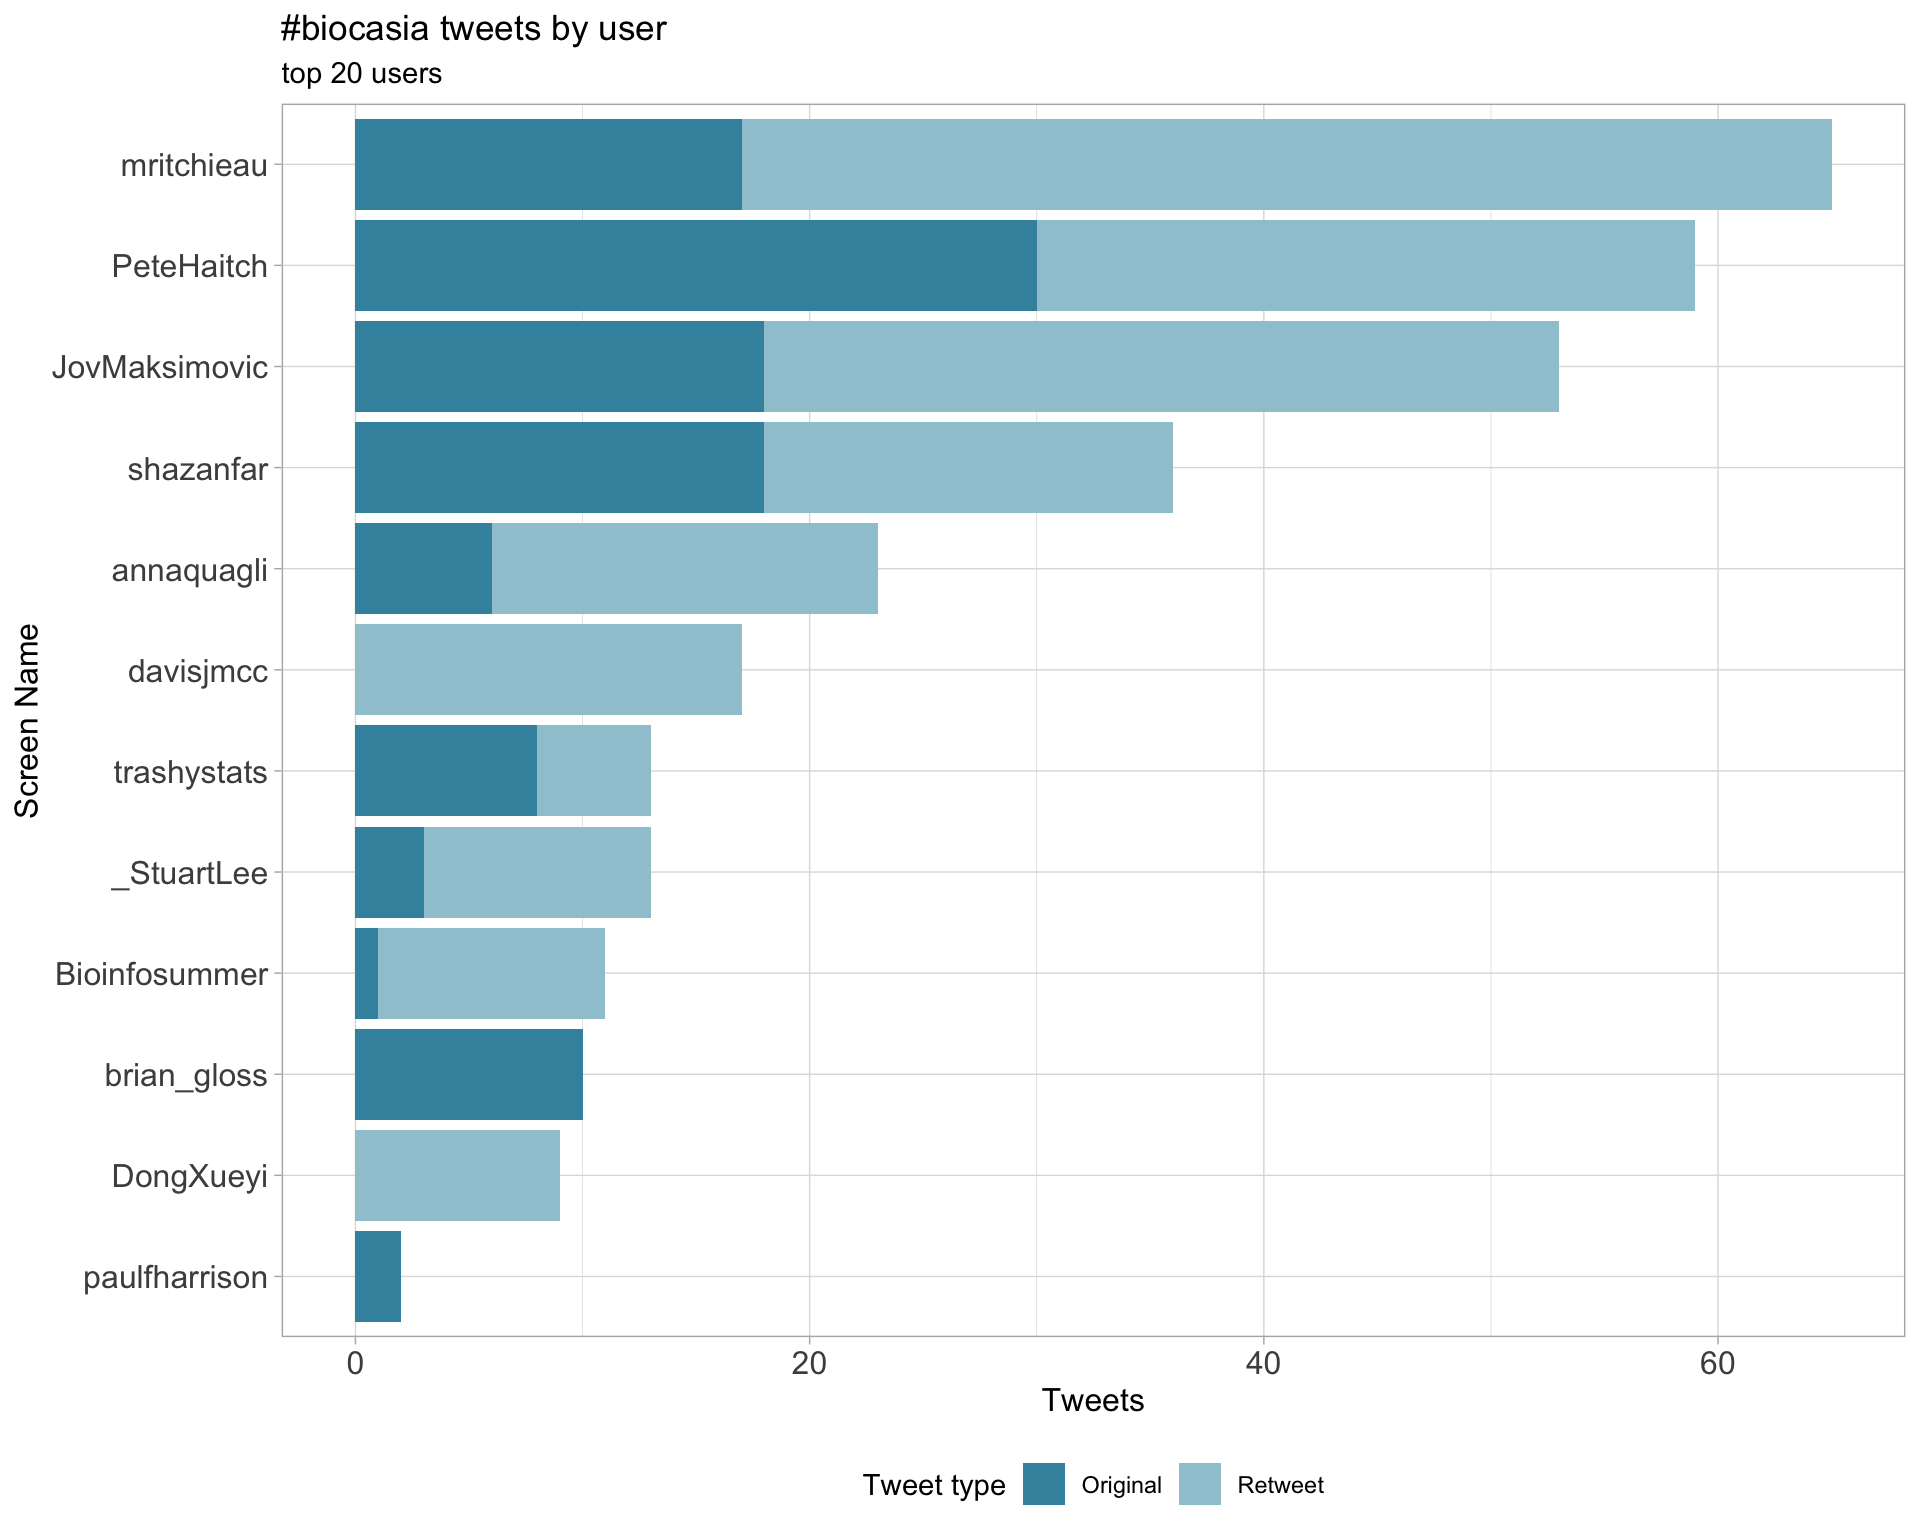 #biocasia tweets by user
top 20 users
Screen Name
mritchieau
PeteHaitch
JovMaksimovic
shazanfar
annaquagli
davisjmcc
trashystats
_StuartLee
Bioinfosummer
brian_gloss
DongXueyi
paulfharrison
0 20 40 60
Tweets
Tweet type Original Retweet